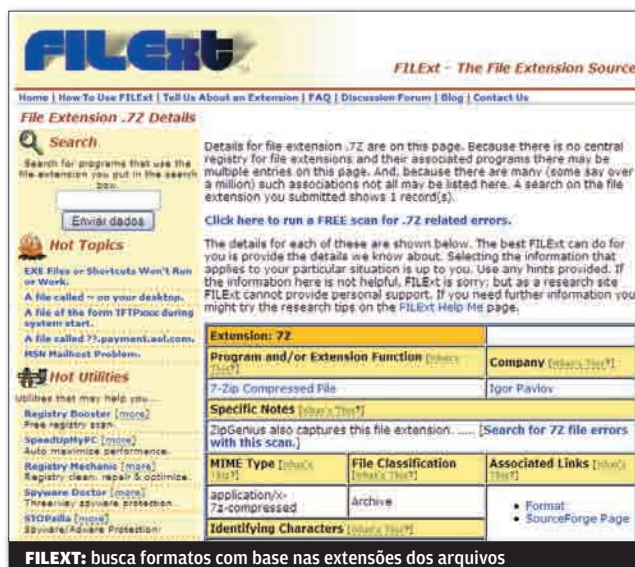 FILExt
FILExt - The File Extension Source
Home | How To Use FILExt | Tell Us About an Extension | FAQ | Discussion Forum | Blog | Contact Us
File Extension .7Z Details
Search
Search for programs that use the
file extension you put in the search
box.
Enviar dados
Hot Topics
EXE Files or Shortcuts Won't Run
or Work.
A file called ~ on your desktop.
A file of the form TFTPxxx during
system start.
A file called ??.payment.aol.com.
MSN Mailhost Problem.
Hot Utilities
Utilities that may help you...
Registry Booster [more]
Free registry scan.
SpeedUpMyPC [more]
Auto maximize performance.
Registry Mechanic [more]
Registry clean, repair & optimize.
Spyware Doctor [more]
Threeway spyware protection.
STOPzilla [more]
Spyware/Adware Protection!
Details for file extension .7Z are on this page. Because there is no central
registry for file extensions and their associated programs there may be
multiple entries on this page. And, because there are many (some say over
a million) such associations not all may be listed here. A search on the file
extension you submitted shows 1 record(s).
Click here to run a FREE scan for .7Z related errors.
The details for each of these are shown below. The best FILExt can do for
you is provide the details we know about. Selecting the information that
applies to your particular situation is up to you. Use any hints provided. If
the information here is not helpful, FILExt is sorry; but as a research site
FILExt cannot provide personal support. If you need further information you
might try the research tips on the FILExt Help Me page.
Extension: 7Z
Program and/or Extension Function [What's
This?]
Company [What's This?]
7-Zip Compressed File
Igor Pavlov
Specific Notes [What's This?]
ZipGenius also captures this file extension. ..... [Search for 7Z file errors
with this scan.]
MIME Type [What's
This?]
File Classification
[What's This?]
Associated Links [What's
This?]
application/x-
7z-compressed
Archive
Format
SourceForge Page
Identifying Characters [What's This?]
FILEXT: busca formatos com base nas extensões dos arquivos